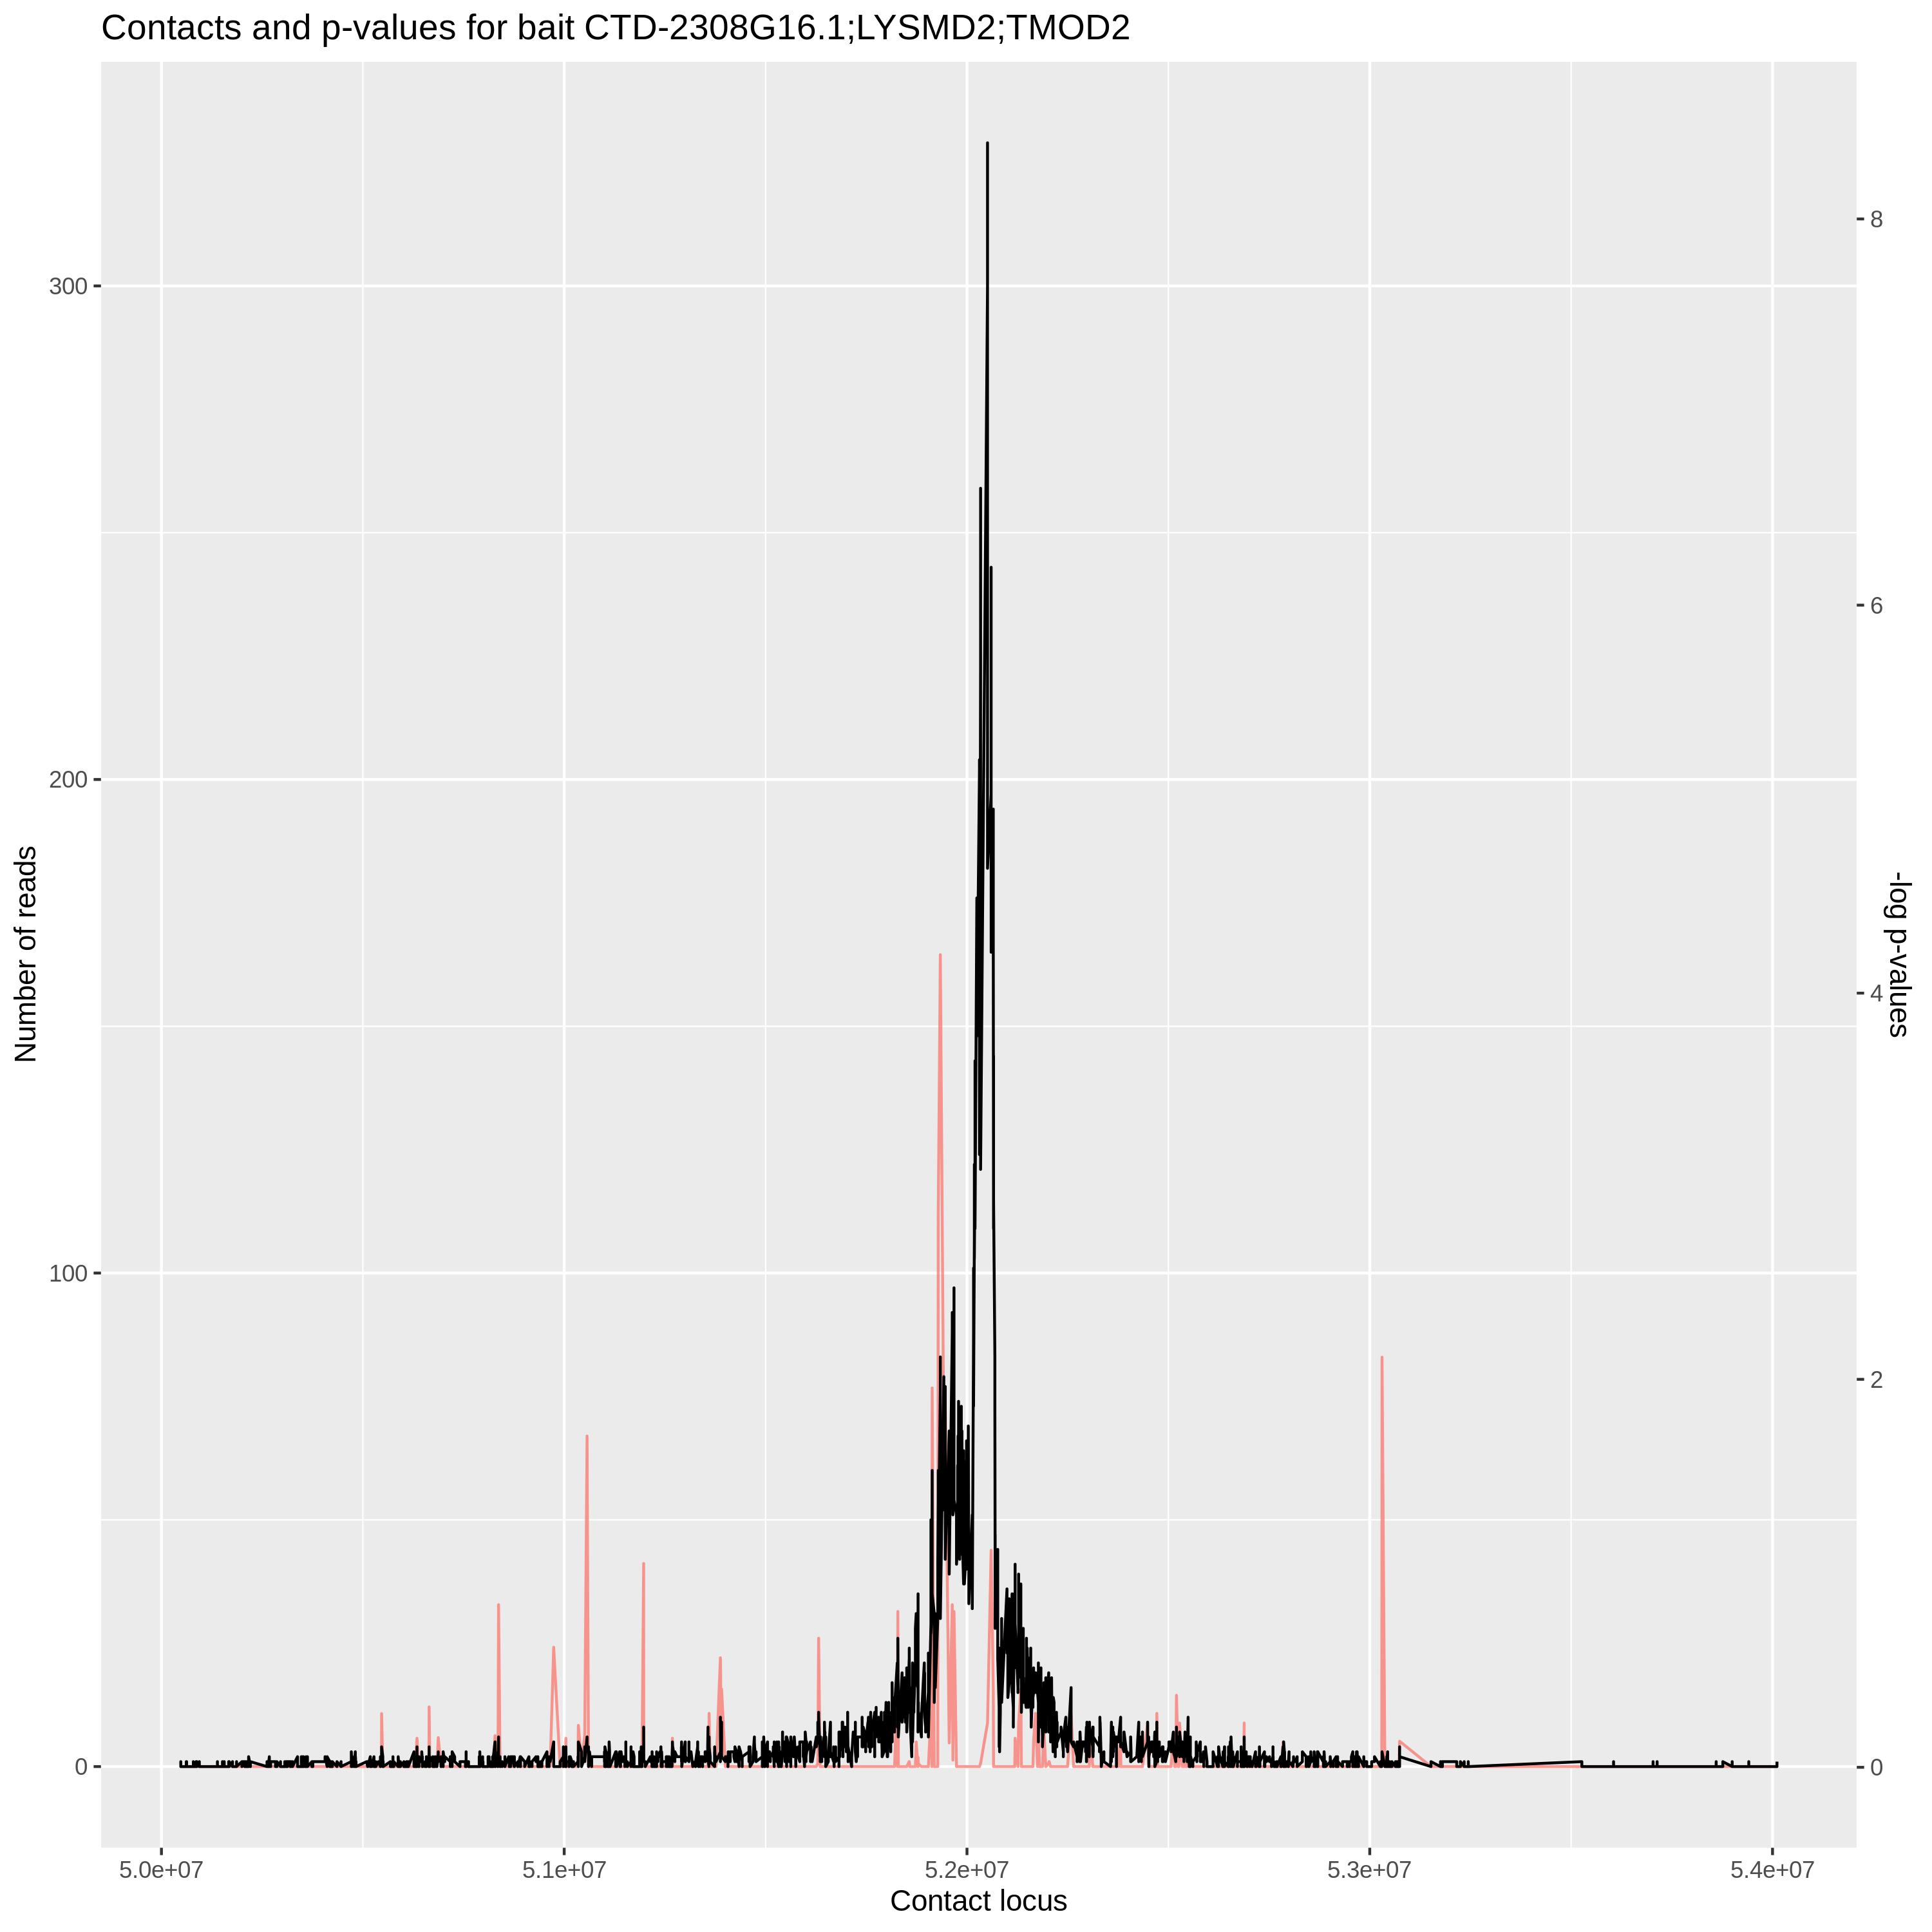 Contacts and p-values for bait CTD-2308G16.1;LYSMD2;TMOD2
Number of reads
300
200
100
0
8
6
4
2
0
-log p-values
5.0e+07
5.1e+07
5.2e+07
5.3e+07
5.4e+07
Contact locus